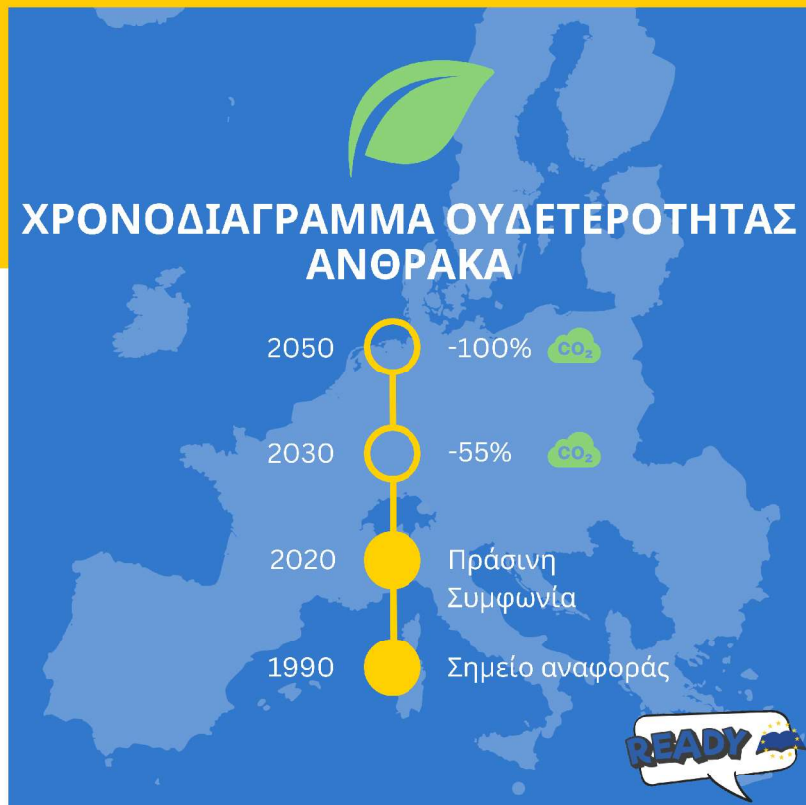 ΧΡΟΝΟΔΙΑΓΡΑΜΜΑ ΟΥΔΕΤΕΡΟΤΗΤΑΣ
ΑΝΘΡΑΚΑ
2050 -100% CO₂
2030 -55% CO₂
2020 Πράσινη
Συμφωνία
1990 Σημείο αναφοράς
READY